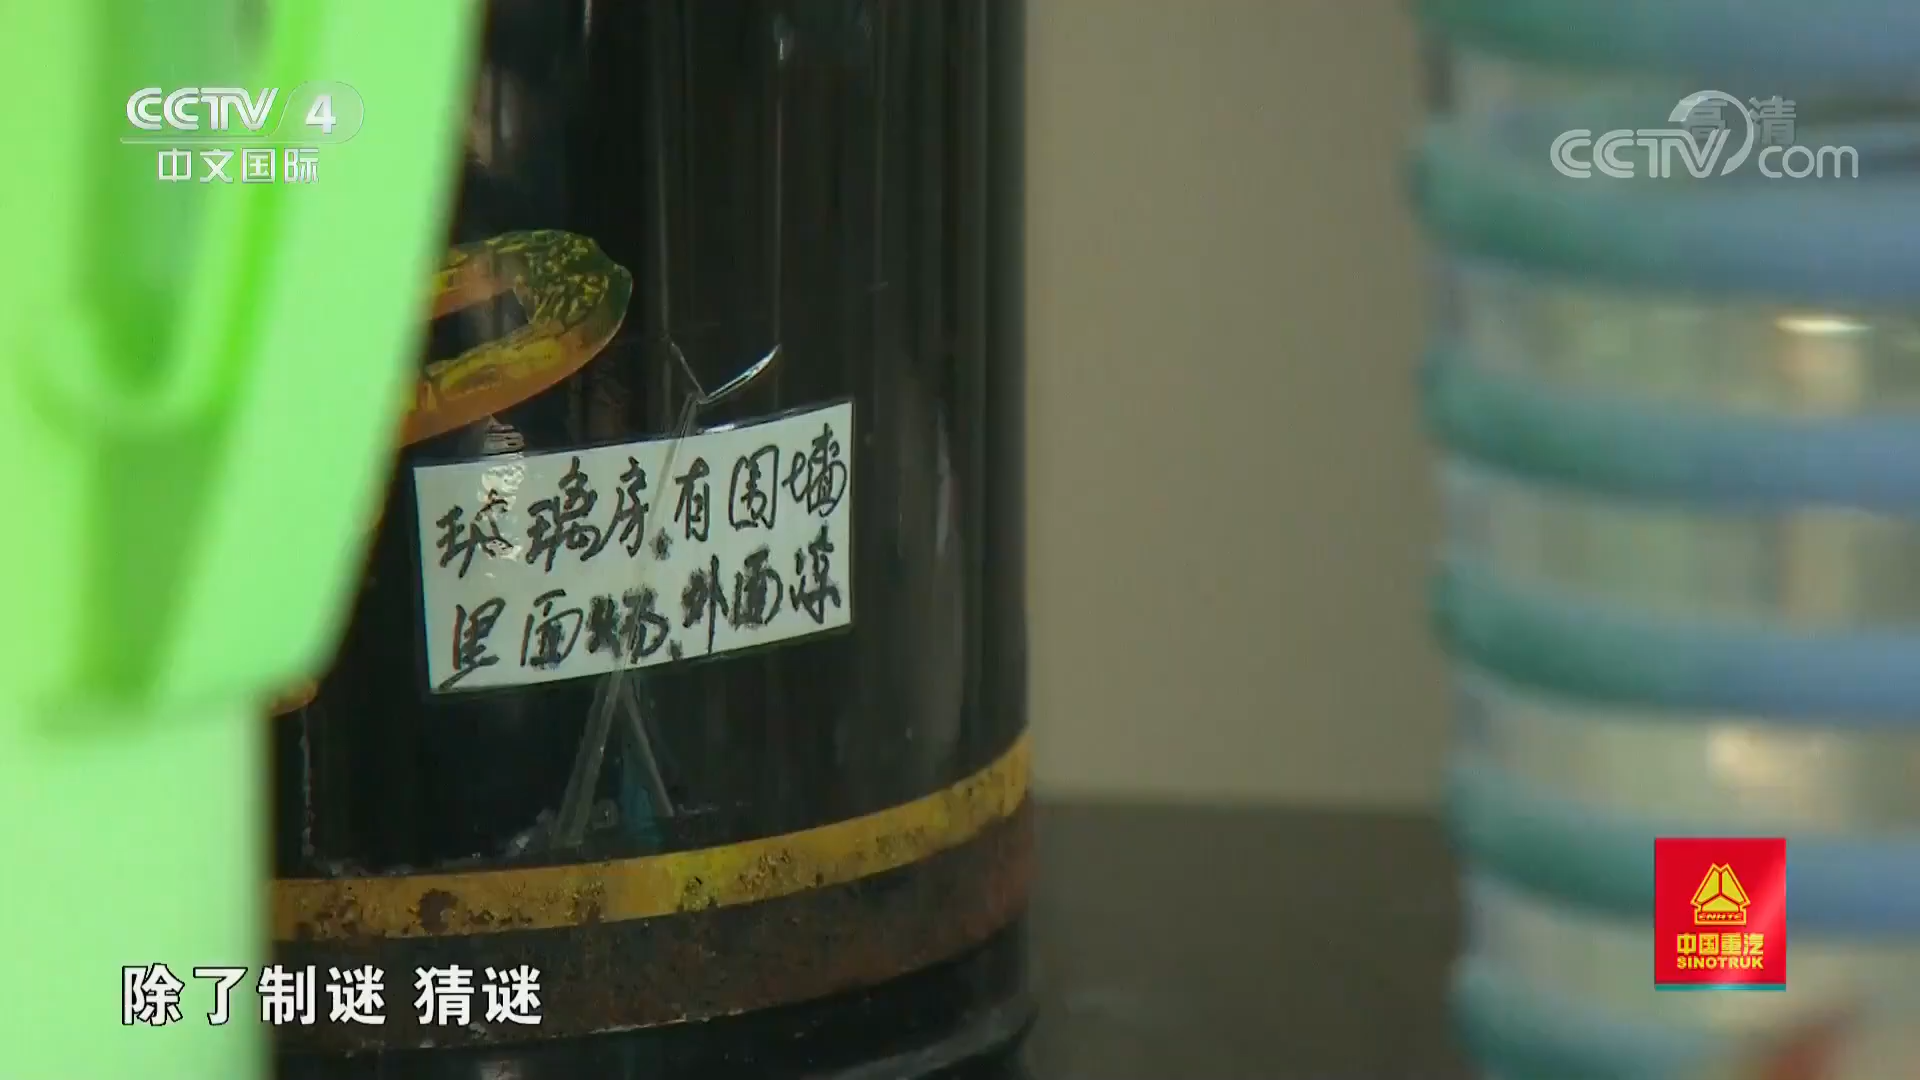 CCTV 4
中文国际
高清
CCTV.com
玻璃房.有围墙
里面烫.外面凉
中国重汽
SINOTRUK
除了制谜 猜谜